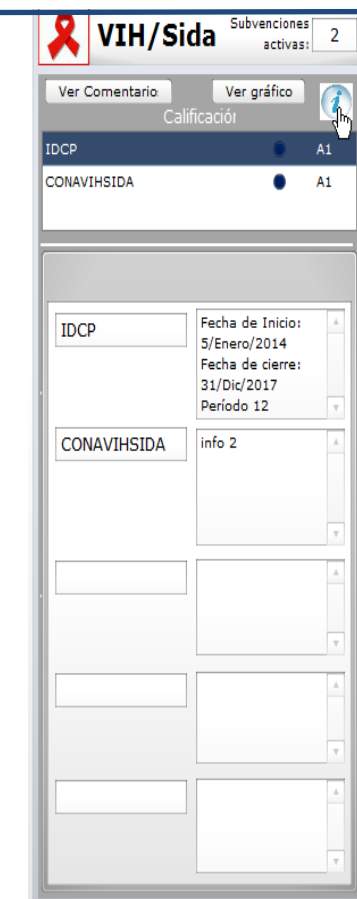 VIH/Sida
Subvenciones
activas:
2
Ver Comentario:
Ver gráfico
Calificación
IDCP A1
CONAVIHSIDA A1
IDCP
Fecha de Inicio:
5/Enero/2014
Fecha de cierre:
31/Dic/2017
Período 12
CONAVIHSIDA
info 2